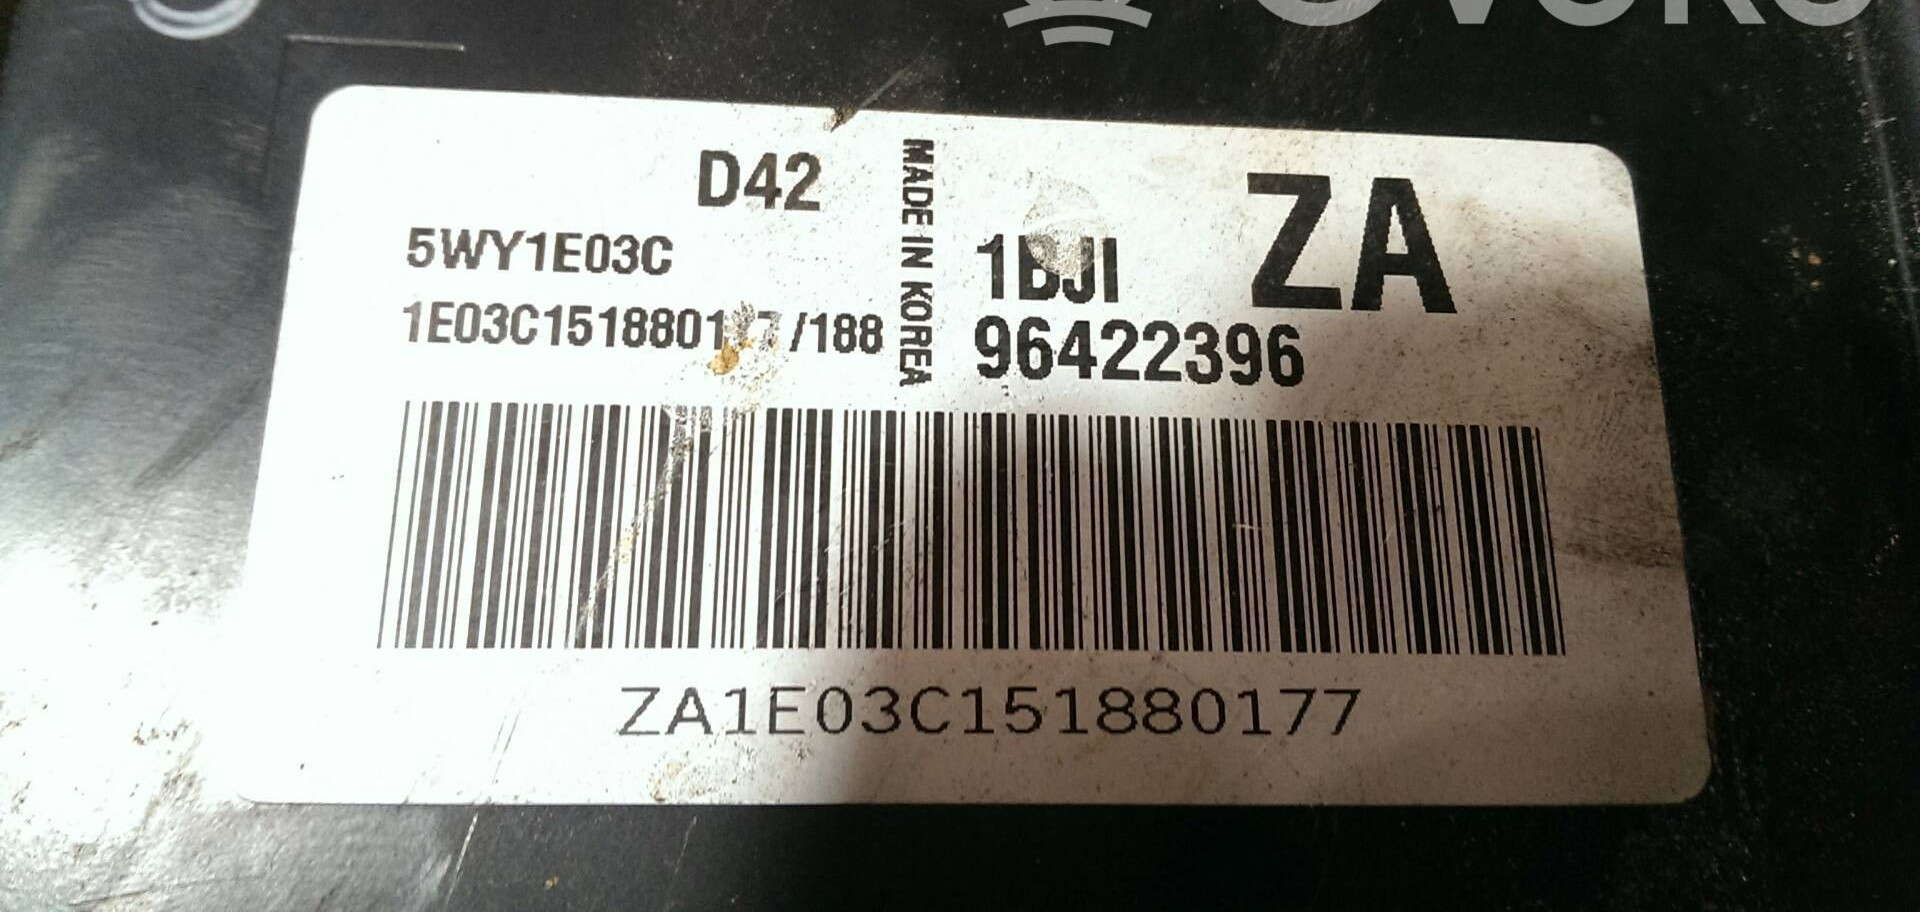 D42
5WY1E03C
1E03C151880177/188
MADE IN KOREA
1BJI
ZA
96422396
ZA1E03C151880177